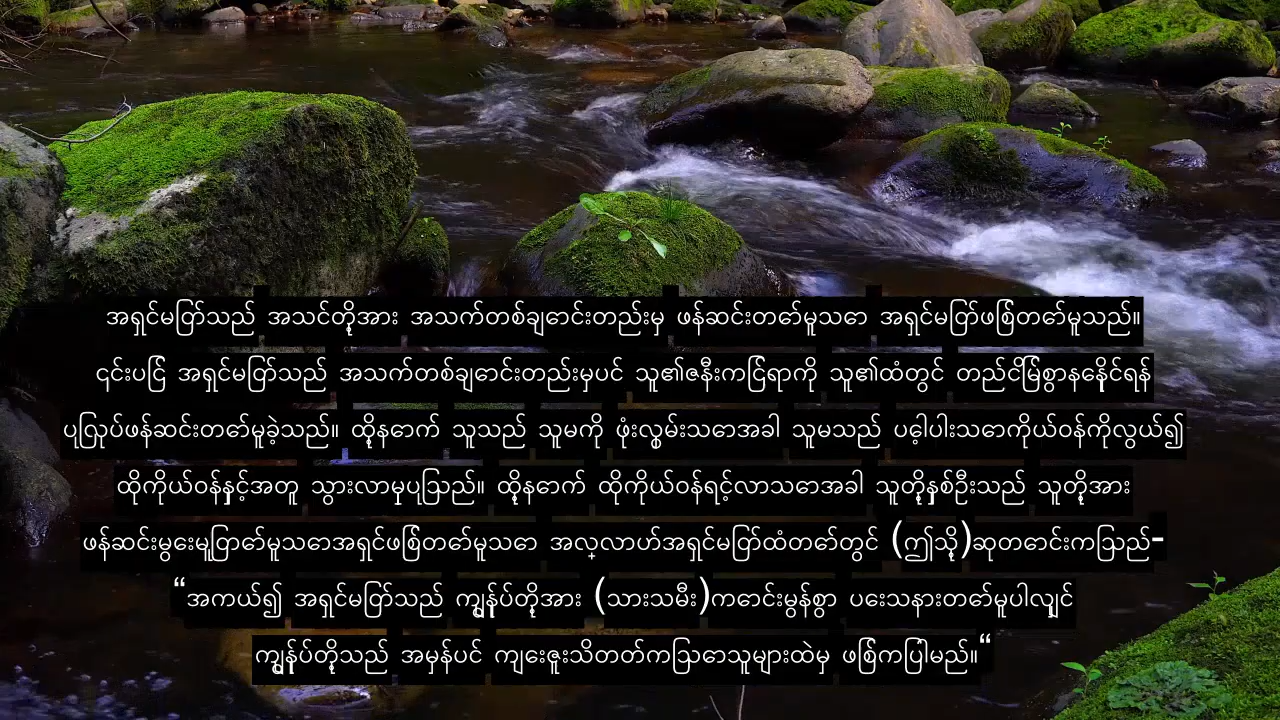 အရှင်မြတ်သည် အသင်တို့အား အသက်တစ်ချောင်းတည်းမှ ဖန်ဆင်းတော်မူသော အရှင်မြတ်ဖြစ်တော်မူသည်။
၎င်းပြင် အရှင်မြတ်သည် အသက်တစ်ချောင်းတည်းမှပင် သူ၏ဇနီးကြင်ရာကို သူ၏ထံတွင် တည်ငြိမ်စွာနေနိုင်ရန်
ပြုလုပ်ဖန်ဆင်းတော်မူခဲ့သည်။ ထို့နောက် သူသည် သူမကို ဖုံးလွှမ်းသောအခါ သူမသည် ပေါ့ပါးသောကိုယ်ဝန်ကိုလွယ်၍
ထိုကိုယ်ဝန်နှင့်အတူ သွားလာမှုပြုသည်။ ထို့နောက် ထိုကိုယ်ဝန်ရင့်လာသောအခါ သူတို့နှစ်ဦးသည် သူတို့အား
ဖန်ဆင်းမွေးမြူတော်မူသောအရှင်ဖြစ်တော်မူသော အလ္လာဟ်အရှင်မြတ်ထံတော်တွင် (ဤသို့)ဆုတောင်းကြသည်-
“အကယ်၍ အရှင်မြတ်သည် ကျွန်ုပ်တို့အား (သားသမီး)ကောင်းမွန်စွာ ပေးသနားတော်မူပါလျှင်
ကျွန်ုပ်တို့သည် အမှန်ပင် ကျေးဇူးသိတတ်ကြသောသူများထဲမှ ဖြစ်ကြပါမည်။“